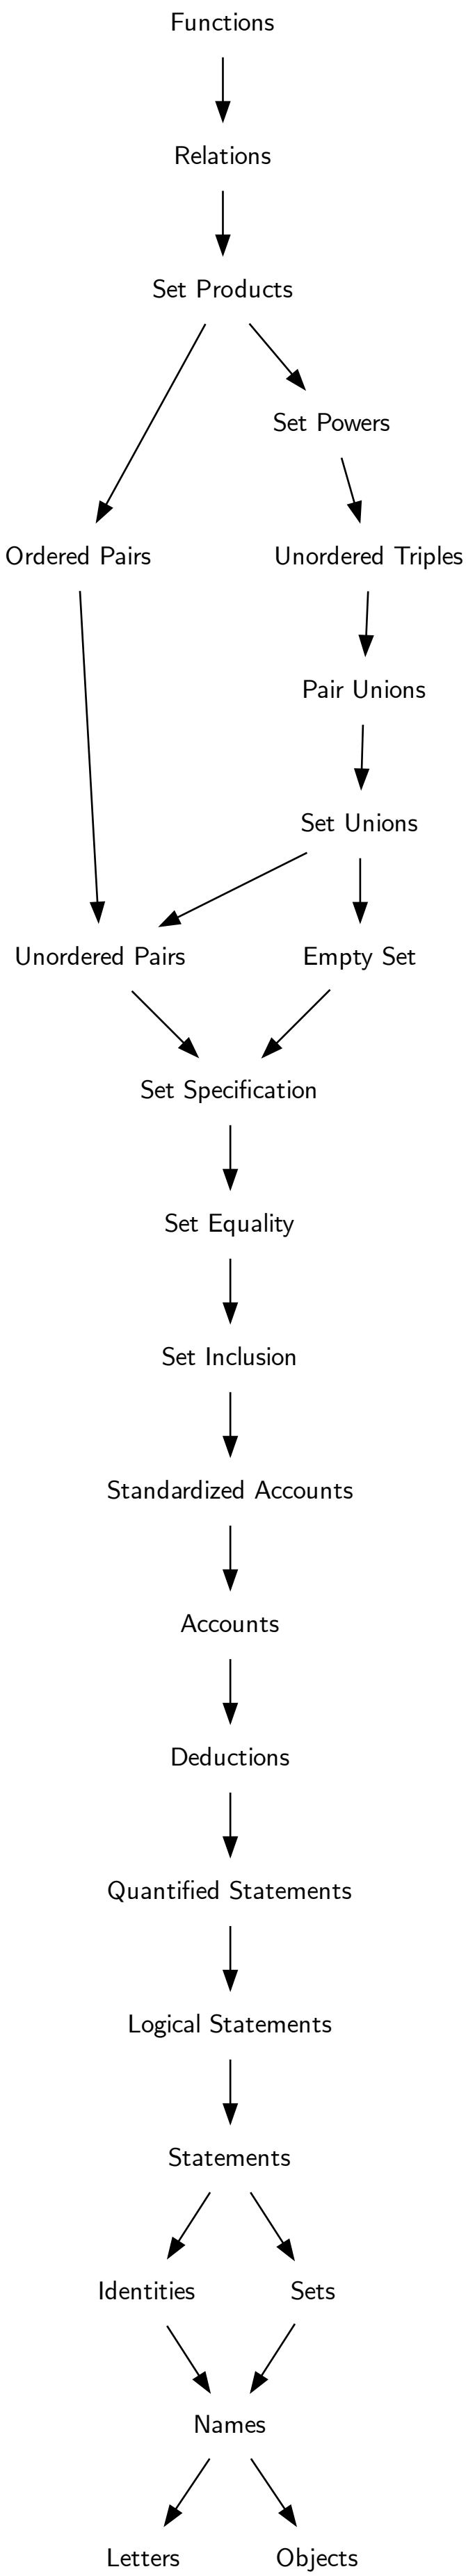 Functions
Relations
Set Products
Set Powers
Ordered Pairs
Unordered Triples
Pair Unions
Set Unions
Unordered Pairs
Empty Set
Set Specification
Set Equality
Set Inclusion
Standardized Accounts
Accounts
Deductions
Quantified Statements
Logical Statements
Statements
Identities
Sets
Names
Letters
Objects